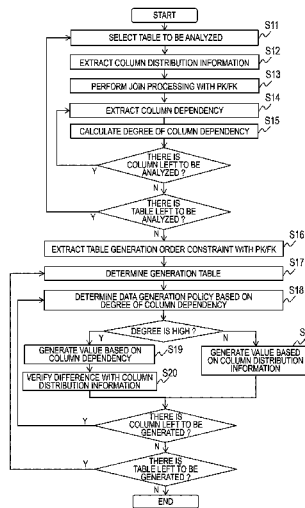 START
S11
SELECT TABLE TO BE ANALYZED
S12
EXTRACT COLUMN DISTRIBUTION INFORMATION
S13
PERFORM JOIN PROCESSING WITH PK/FK
S14
EXTRACT COLUMN DEPENDENCY
S15
CALCULATE DEGREE OF COLUMN DEPENDENCY
THERE IS
COLUMN LEFT TO BE
ANALYZED ?
Y
N
THERE IS
TABLE LEFT TO BE
ANALYZED ?
Y
N
S16
EXTRACT TABLE GENERATION ORDER CONSTRAINT WITH PK/FK
S17
DETERMINE GENERATION TABLE
S18
DETERMINE DATA GENERATION POLICY BASED ON
DEGREE OF COLUMN DEPENDENCY
DEGREE IS HIGH ?
Y
N
S19
GENERATE VALUE BASED ON
COLUMN DEPENDENCY
S20
VERIFY DIFFERENCE WITH COLUMN
DISTRIBUTION INFORMATION
S
GENERATE VALUE BASED
ON COLUMN DISTRIBUTION
INFORMATION
THERE IS
COLUMN LEFT TO BE
GENERATED ?
Y
N
THERE IS
TABLE LEFT TO BE
GENERATED ?
Y
N
END